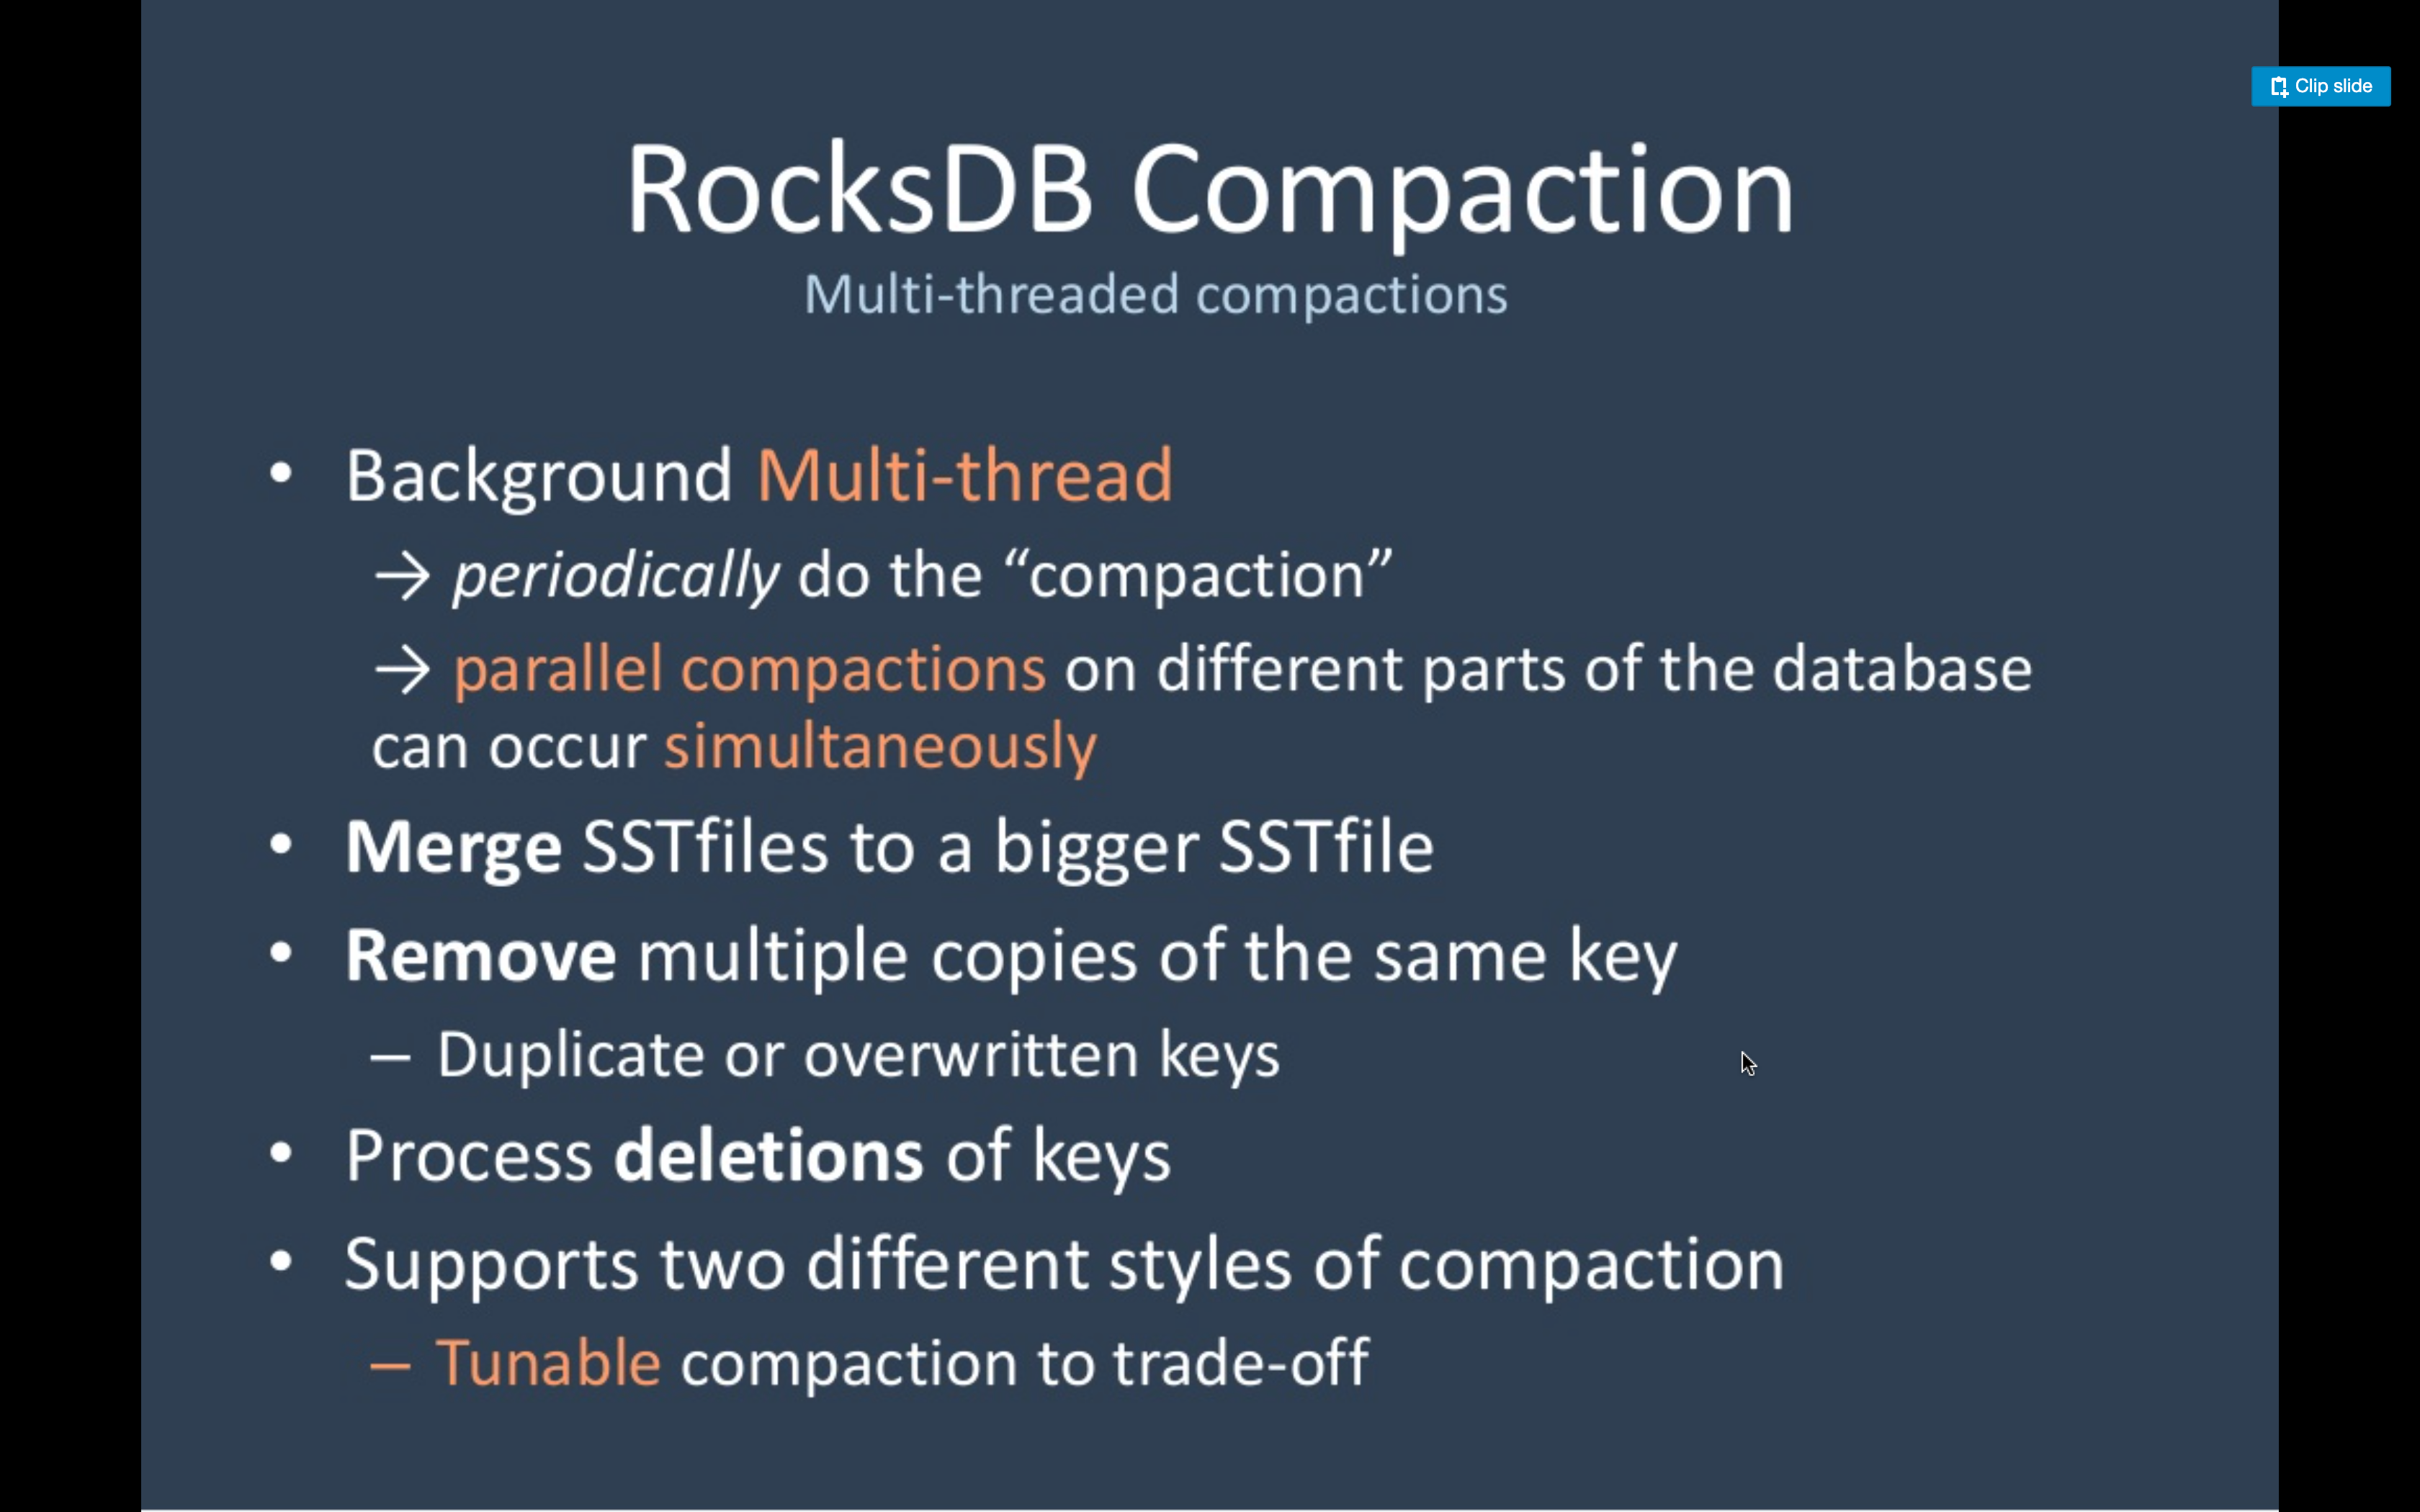 Clip slide
RocksDB Compaction
Multi-threaded compactions
• Background Multi-thread
→ periodically do the “compaction”
→ parallel compactions on different parts of the database
can occur simultaneously
• Merge SSTfiles to a bigger SSTfile
• Remove multiple copies of the same key
– Duplicate or overwritten keys
• Process deletions of keys
• Supports two different styles of compaction
– Tunable compaction to trade-off